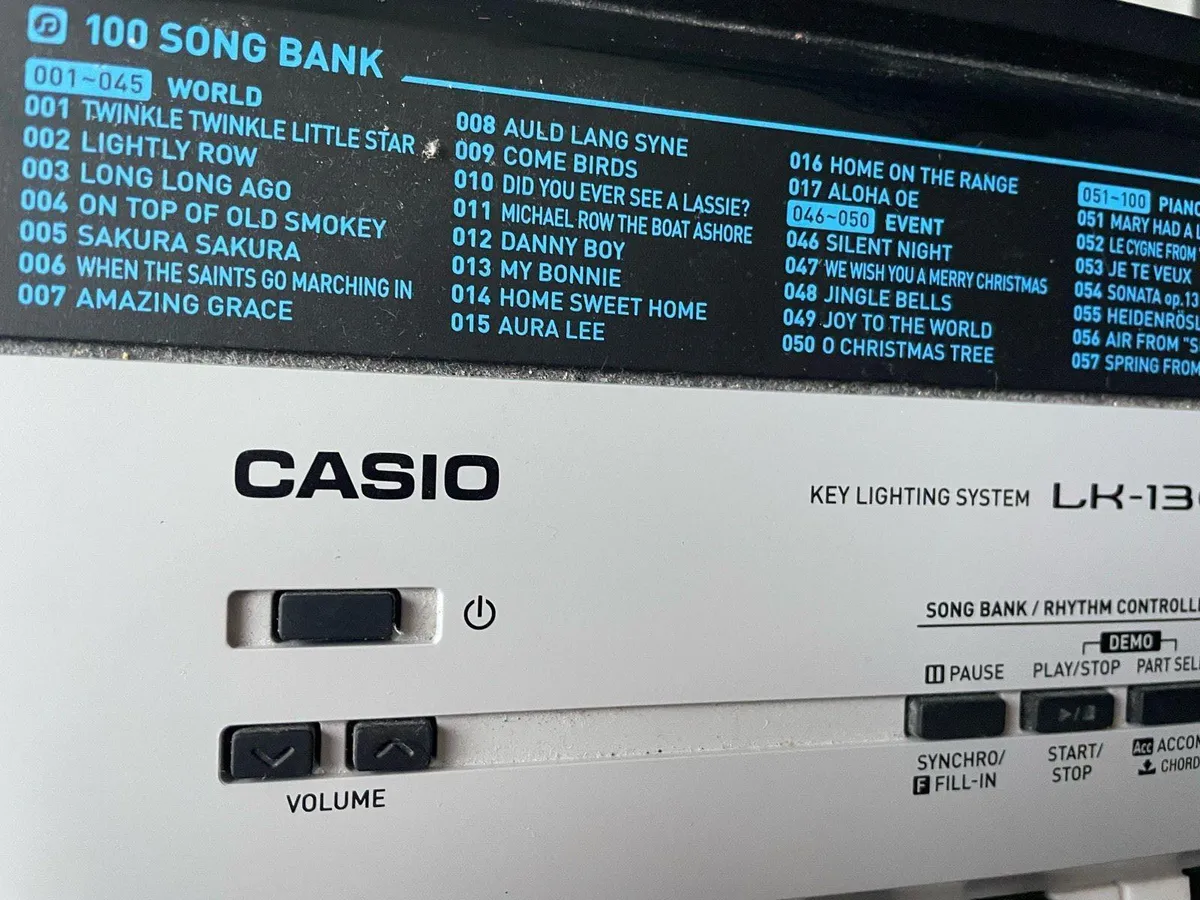 100 SONG BANK
001~045 WORLD
001 TWINKLE TWINKLE LITTLE STAR
002 LIGHTLY ROW
003 LONG LONG AGO
004 ON TOP OF OLD SMOKEY
005 SAKURA SAKURA
006 WHEN THE SAINTS GO MARCHING IN
007 AMAZING GRACE
008 AULD LANG SYNE
009 COME BIRDS
010 DID YOU EVER SEE A LASSIE?
011 MICHAEL ROW THE BOAT ASHORE
012 DANNY BOY
013 MY BONNIE
014 HOME SWEET HOME
015 AURA LEE
016 HOME ON THE RANGE
017 ALOHA OE
046~050 EVENT
046 SILENT NIGHT
047 WE WISH YOU A MERRY CHRISTMAS
048 JINGLE BELLS
049 JOY TO THE WORLD
050 O CHRISTMAS TREE
051~100 PIANO
051 MARY HAD A
052 LE CYGNE FROM
053 JE TE VEUX
054 SONATA op.13
055
056 AIR FROM
057 SPRING FROM
CASIO
KEY LIGHTING SYSTEM LK-13
SONG BANK / RHYTHM
DEMO
PAUSE PLAY/STOP PART
SYNCHRO/ START/
F FILL-IN STOP
Acc
CHORD
VOLUME